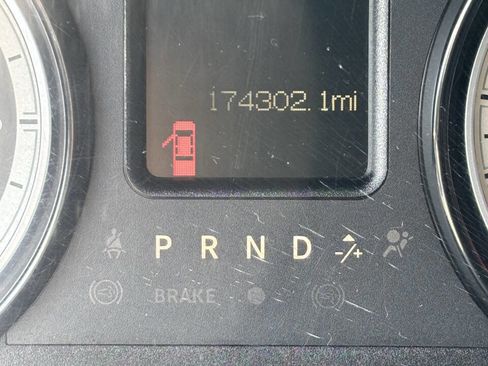 174302.1mi
P R N D -/+
BRAKE